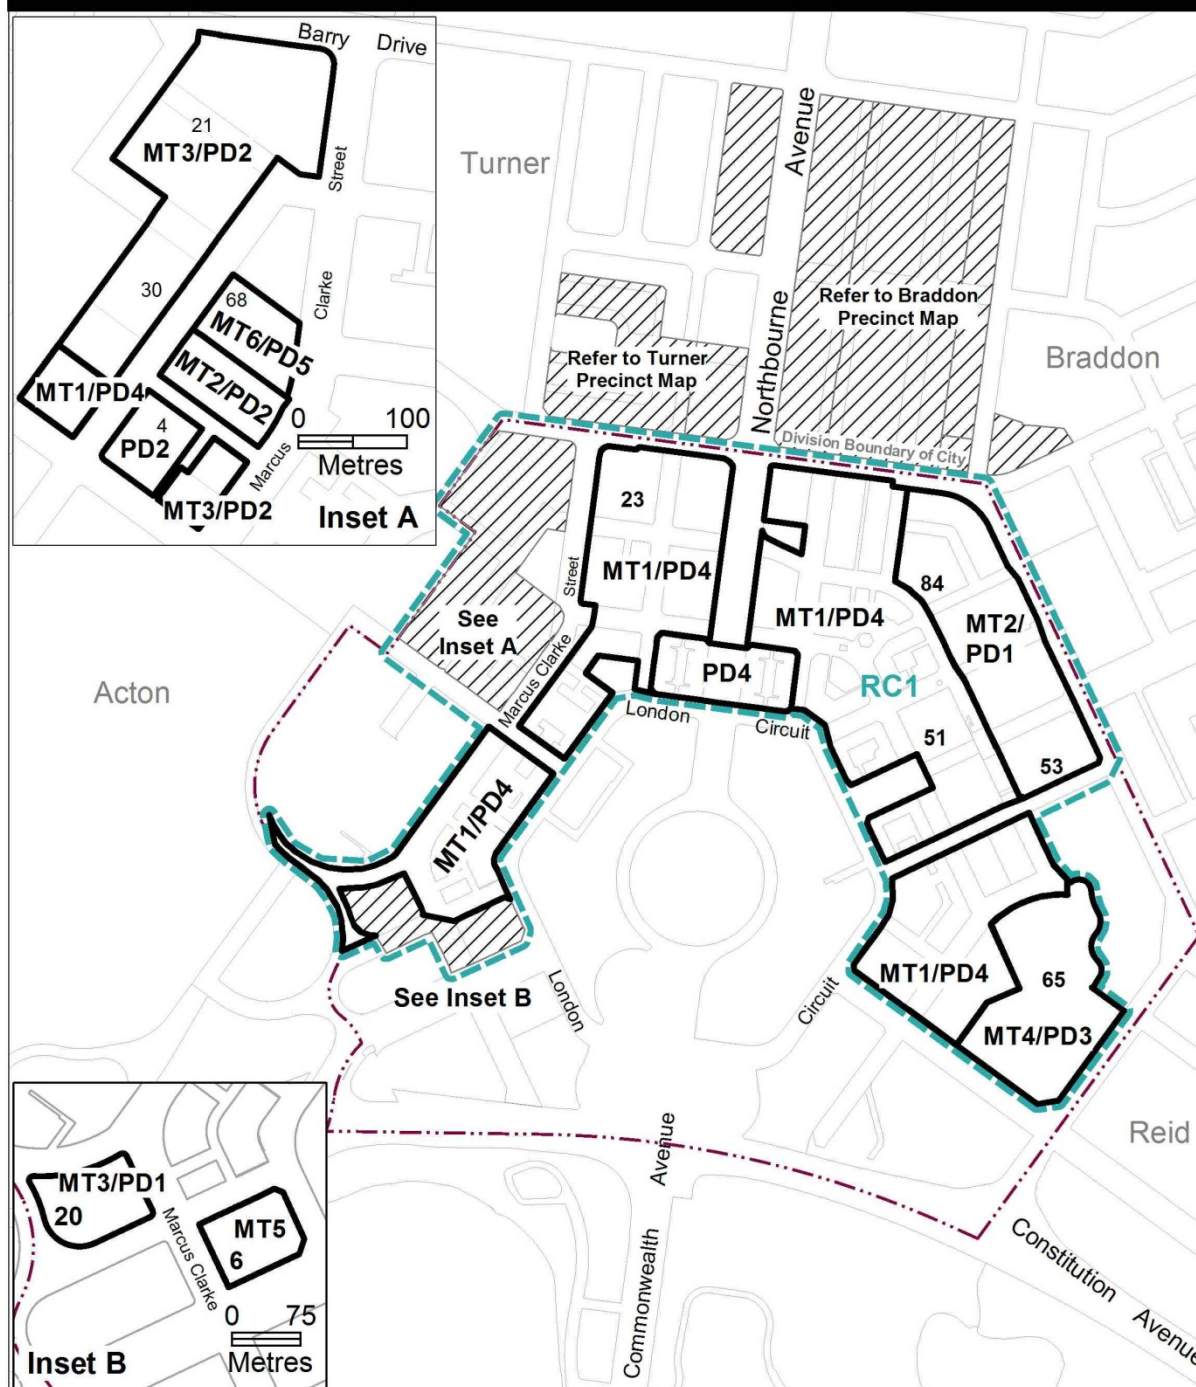 Barry Drive
21
MT3/PD2
Street
30
68
MT6/PD5
Clarke
MT2/PD2
MT1/PD4
4
PD2
0 100
Metres
Marcus
MT3/PD2
Inset A
Turner
Avenue
Northbourne
Refer to Braddon
Precinct Map
Refer to Turner
Precinct Map
Braddon
Division Boundary of City
23
MT1/PD4
Street
84
MT1/PD4
MT2/
PD1
See
Inset A
Marcus Clarke
PD4
RC1
Acton
London
Circuit
51
53
MT1/PD4
MT1/PD4
65
MT4/PD3
See Inset B
London
Circuit
Reid
Avenue
Commonwealth
Constitution Avenue
MT3/PD1
20
MT5
6
Marcus Clarke
0 75
Metres
Inset B